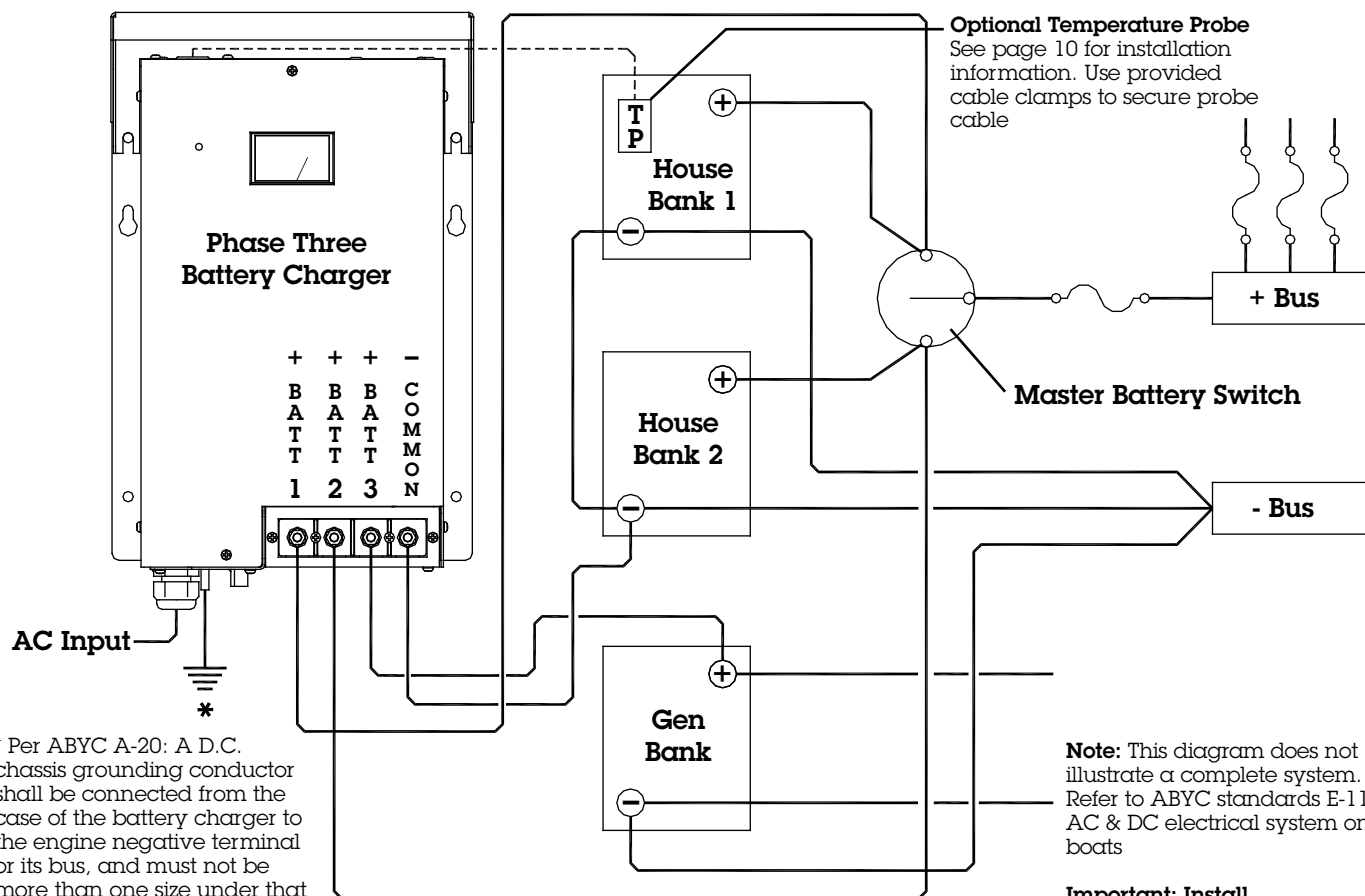 Optional Temperature Probe
See page 10 for installation
information. Use provided
cable clamps to secure probe
cable
T
P
+
House
Bank 1
-
Phase Three
Battery Charger
+ + + -
BATT 1
BATT 2
BATT 3
COMMON
+ Bus
+
House
Bank 2
-
Master Battery Switch
- Bus
AC Input
*
+
Gen
Bank
-
* Per ABYC A-20: A D.C.
chassis grounding conductor
shall be connected from the
case of the battery charger to
the engine negative terminal
or its bus, and must not be
more than one size under that
Note: This diagram does not
illustrate a complete system.
Refer to ABYC standards E-11
AC & DC electrical system on
boats
Important: Install